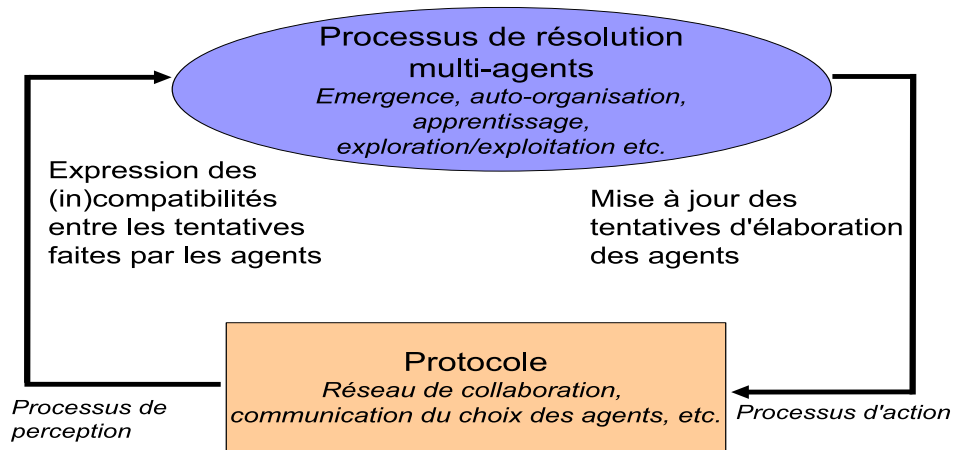 Processus de résolution
multi-agents
Emergence, auto-organisation,
apprentissage,
exploration/exploitation etc.
Expression des
(in)compatibilités
entre les tentatives
faites par les agents
Mise à jour des
tentatives d'élaboration
des agents
Protocole
Réseau de collaboration,
communication du choix des agents, etc.
Processus de
perception
Processus d'action